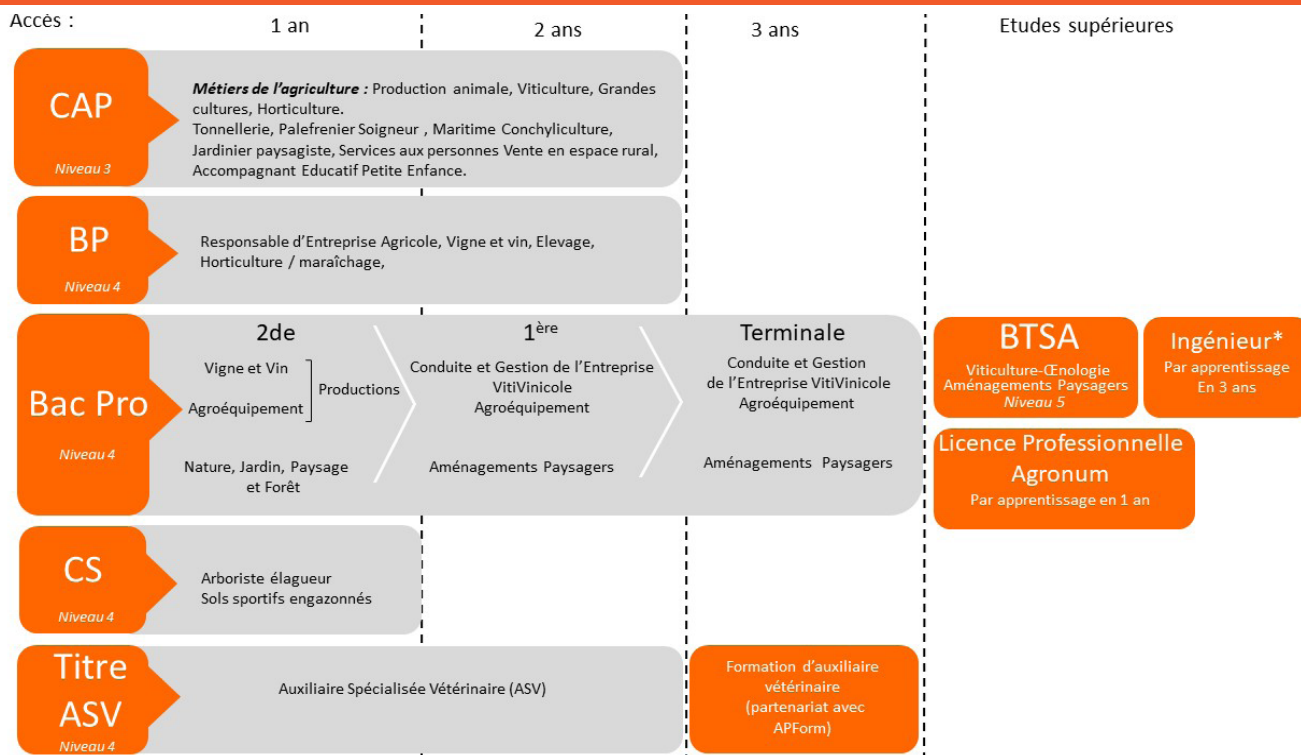 Accès :
1 an
2 ans
3 ans
Etudes supérieures
CAP
Niveau 3
Métiers de l'agriculture : Production animale, Viticulture, Grandes
cultures, Horticulture.
Tonnellerie, Palefrenier Soigneur , Maritime Conchyliculture,
Jardinier paysagiste, Services aux personnes Vente en espace rural,
Accompagnant Educatif Petite Enfance.
BP
Niveau 4
Responsable d'Entreprise Agricole, Vigne et vin, Elevage,
Horticulture / maraîchage,
Bac Pro
Niveau 4
2de
Vigne et Vin
Agroéquipement
Productions
Nature, Jardin, Paysage
et Forêt
1ère
Conduite et Gestion de l'Entreprise
VitiVinicole
Agroéquipement
Aménagements Paysagers
Terminale
Conduite et Gestion
de l'Entreprise VitiVinicole
Agroéquipement
Aménagements Paysagers
BTSA
Viticulture-Œnologie
Aménagements Paysagers
Niveau 5
Ingénieur*
Par apprentissage
En 3 ans
Licence Professionnelle
Agronum
Par apprentissage en 1 an
CS
Niveau 4
Arboriste élagueur
Sols sportifs engazonnés
Titre
ASV
Niveau 4
Auxiliaire Spécialisée Vétérinaire (ASV)
Formation d'auxiliaire
vétérinaire
(partenariat avec
APForm)